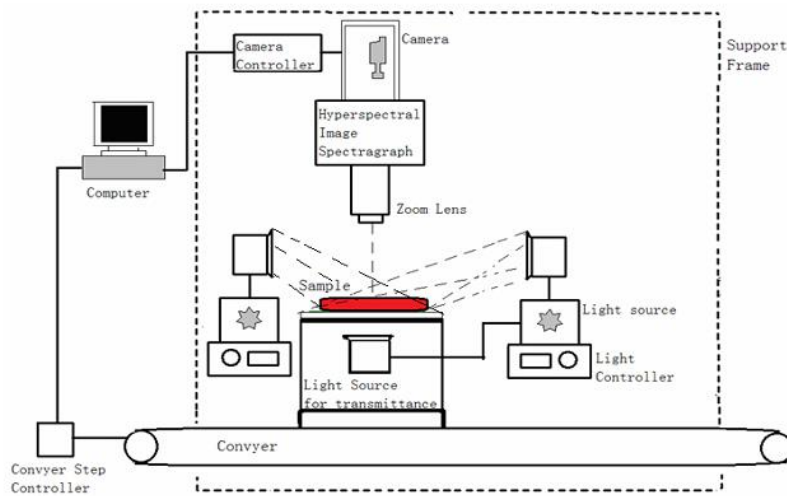 Camera
Controller
Camera
Support
Frame
Hyperspectral
Image
Spectragraph
Computer
Zoom Lens
Sample
Light source
Light
Controller
Light Source
for transmittance
Convyer
Convyer Step
Controller